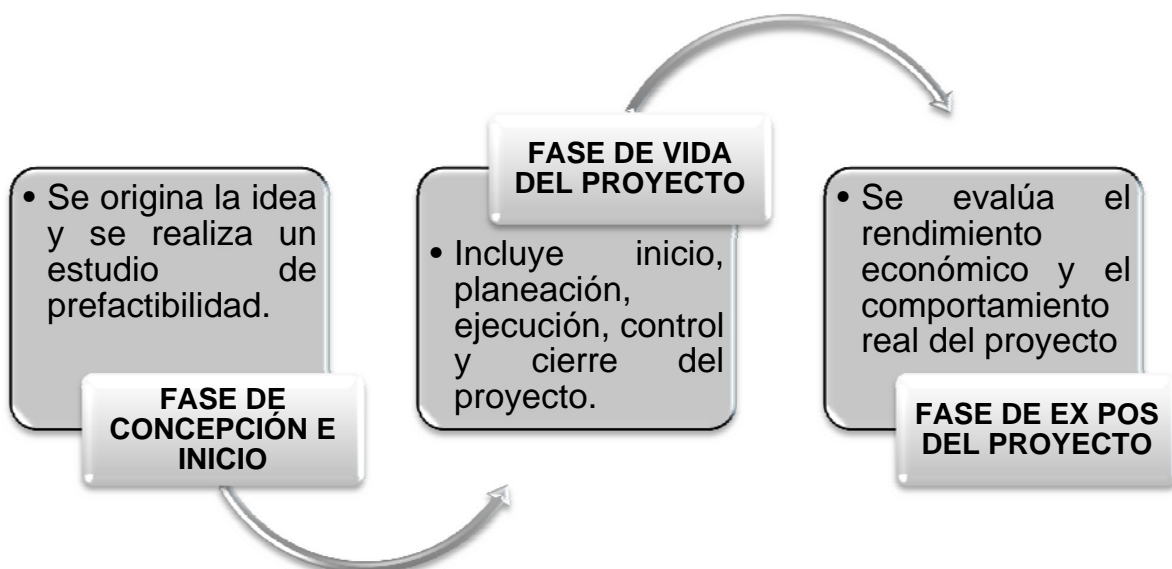 • Se origina la idea
y se realiza un
estudio de
prefactibilidad.
FASE DE
CONCEPCIÓN E
INICIO
FASE DE VIDA
DEL PROYECTO
• Incluye inicio,
planeación,
ejecución, control
y cierre del
proyecto.
• Se evalúa el
rendimiento
económico y el
comportamiento
real del proyecto
FASE DE EX POS
DEL PROYECTO